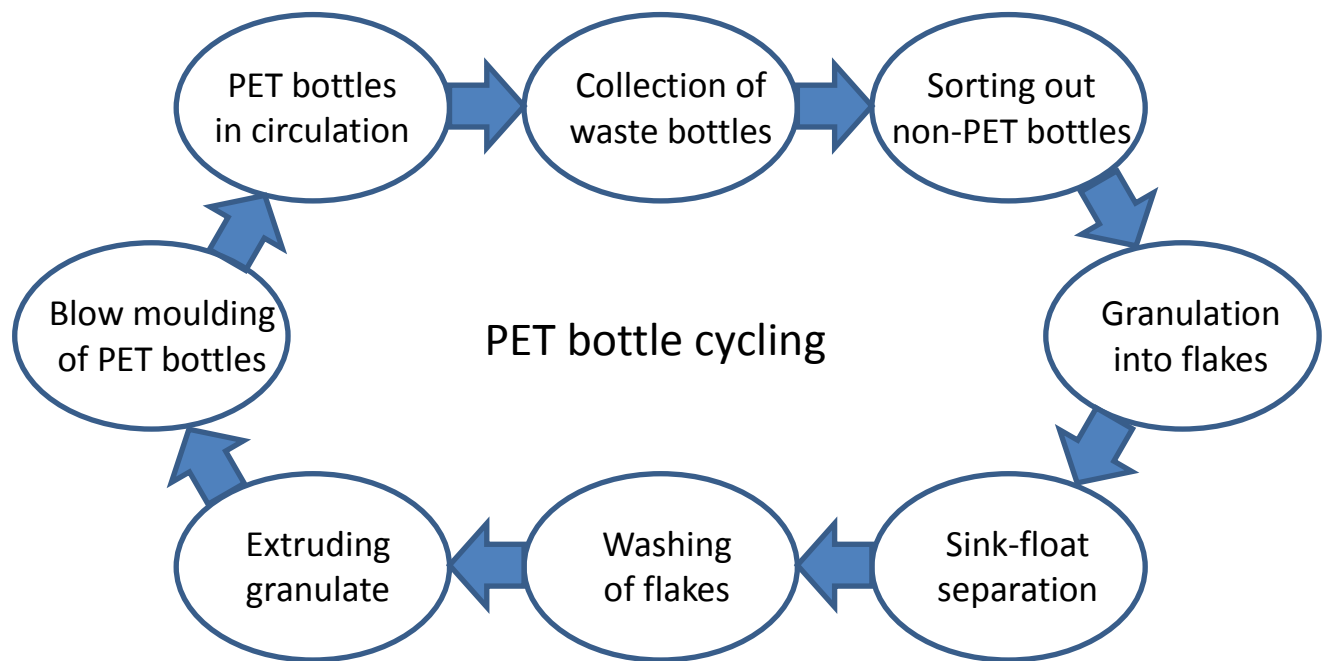 PET bottles
in circulation
Collection of
waste bottles
Sorting out
non-PET bottles
Granulation
into flakes
Sink-float
separation
Washing
of flakes
Extruding
granulate
Blow moulding
of PET bottles
PET bottle cycling